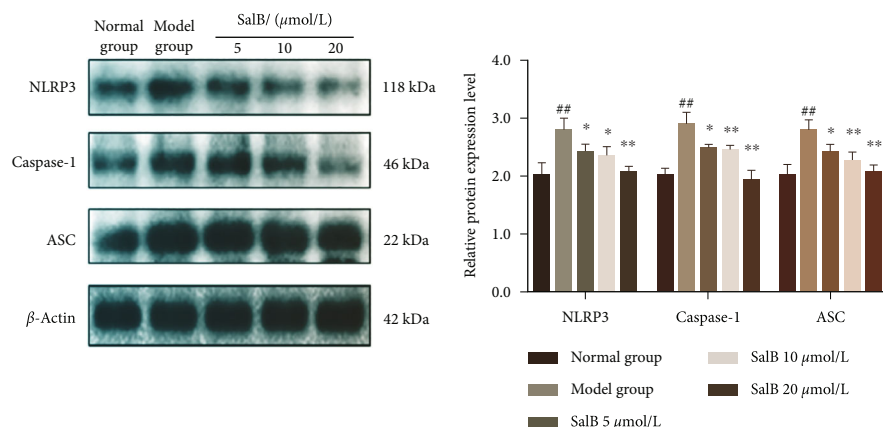 Normal group
Model group
SalB/ (μmol/L)
5 10 20
NLRP3 118 kDa
Caspase-1 46 kDa
ASC 22 kDa
β-Actin 42 kDa
Relative protein expression level
4.0
3.0
2.0
1.0
0.0
## * * **
## * ** **
## * ** **
NLRP3 Caspase-1 ASC
Normal group
Model group
SalB 5 μmol/L
SalB 10 μmol/L
SalB 20 μmol/L